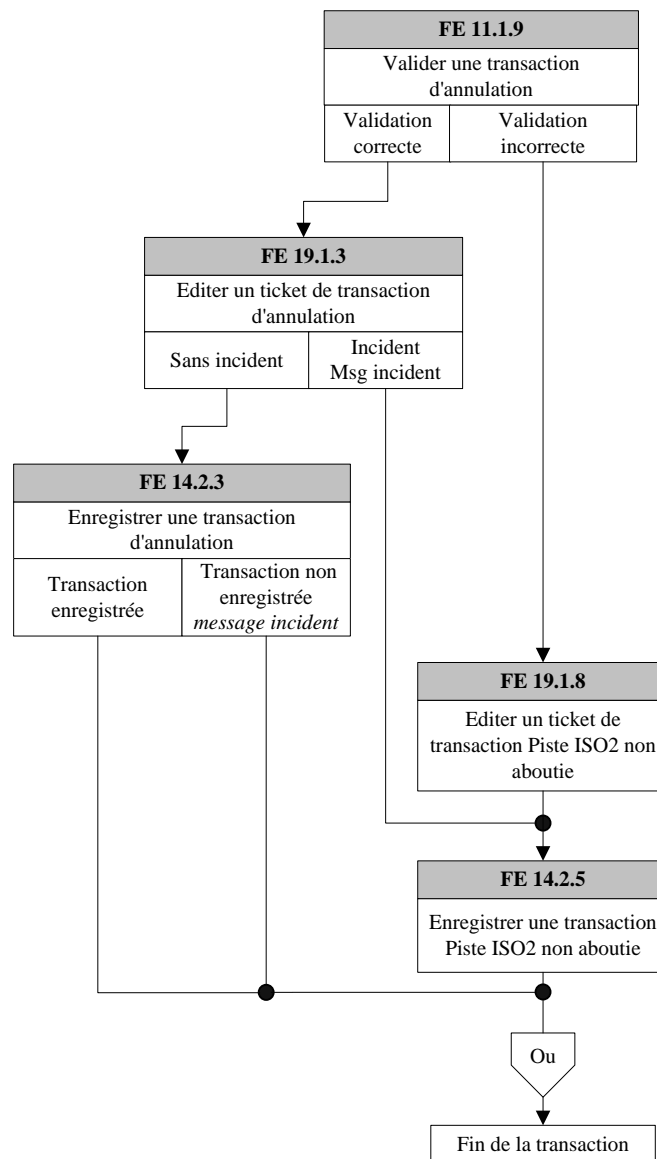 FE 11.1.9
Valider une transaction
d'annulation
Validation
correcte
Validation
incorrecte
FE 19.1.3
Editer un ticket de transaction
d'annulation
Sans incident
Incident
Msg incident
FE 14.2.3
Enregistrer une transaction
d'annulation
Transaction
enregistrée
Transaction non
enregistrée
message incident
FE 19.1.8
Editer un ticket de
transaction Piste ISO2 non
aboutie
FE 14.2.5
Enregistrer une transaction
Piste ISO2 non aboutie
Ou
Fin de la transaction